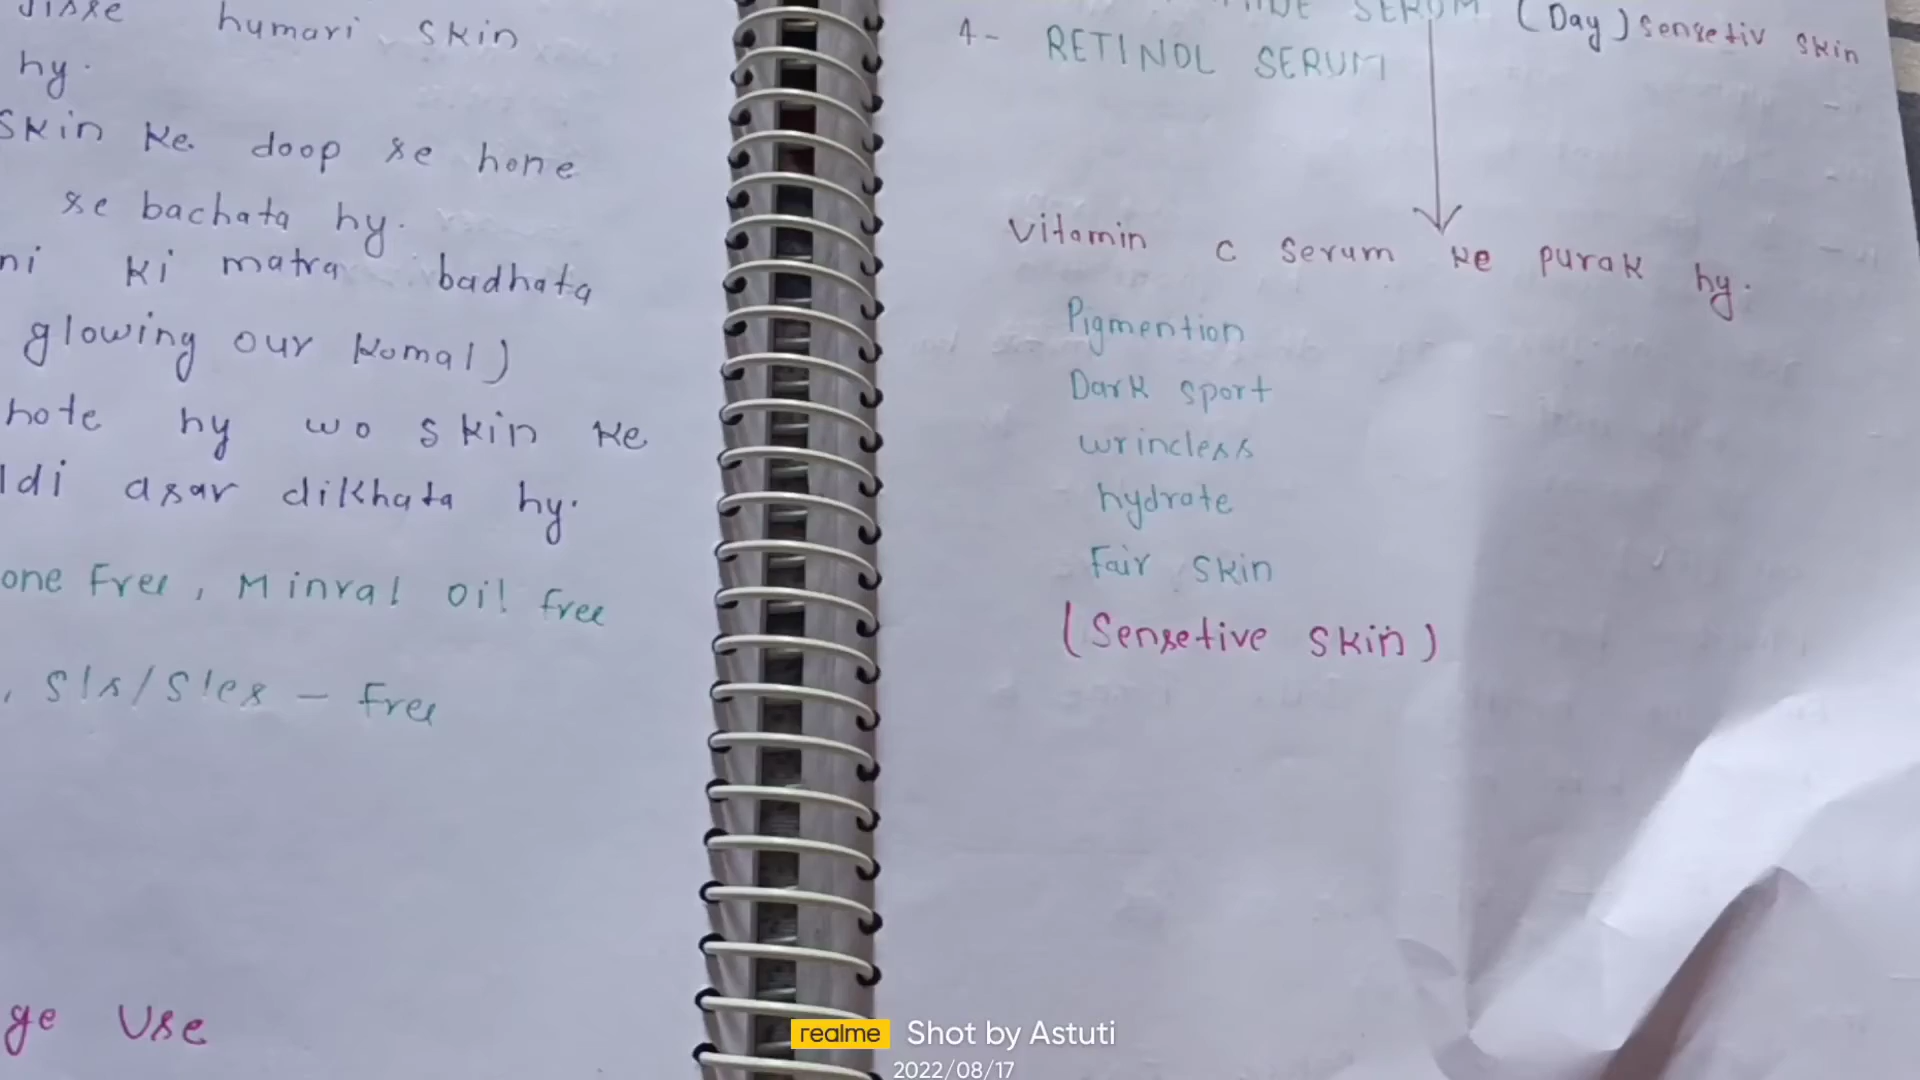 jisse humari skin
hy.
skin ke doop se hone
se bachata hy.
ni ki matra badhata
glowing our komal)
hote hy wo skin ke
ldi asar dikhata hy.
one Free, Minral oil free
, Sls/Sles - free
ge Use
SERUM (Day) sensetiv skin
4- RETINOL SERUM
Vitamin c serum ke purak hy.
Pigmention
Dark sport
wrincless
hydrate
Fair skin
(Sensetive skin)
realme Shot by Astuti
2022/08/17